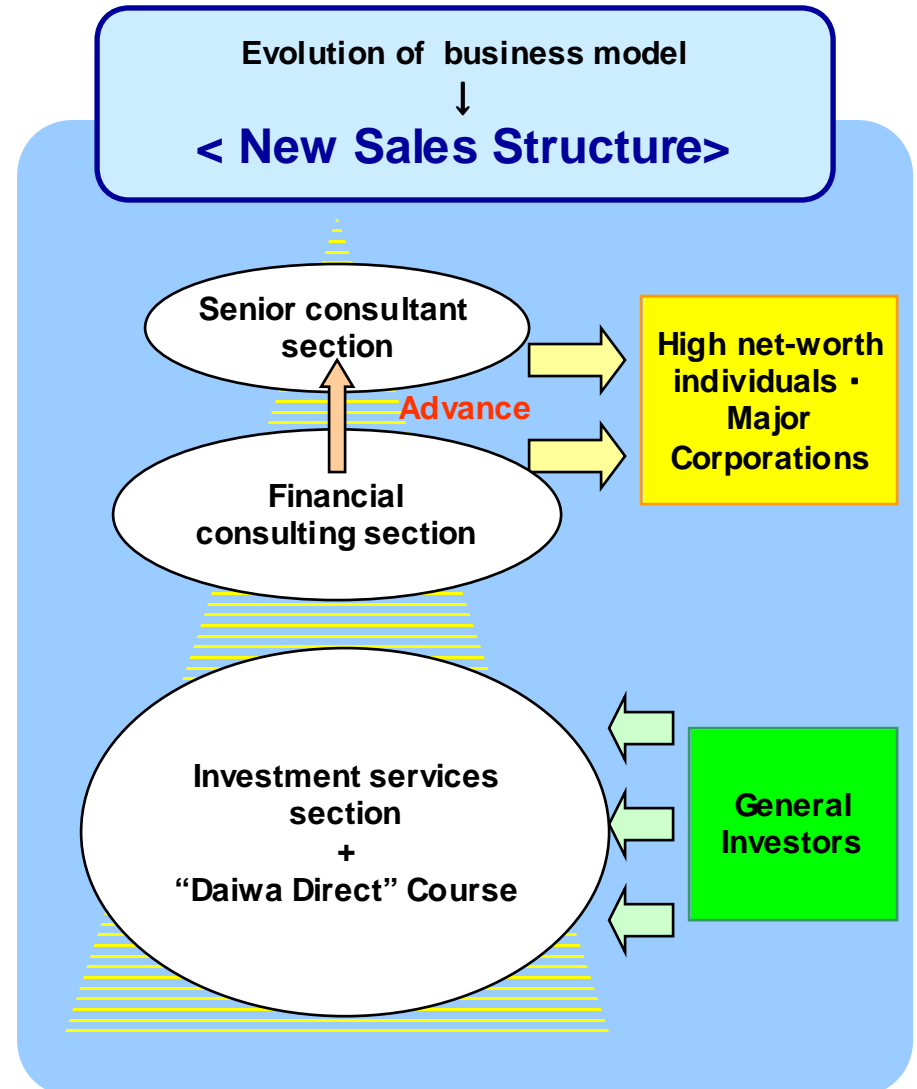 Evolution of business model
↓
< New Sales Structure>
Senior consultant
section
Advance
Financial
consulting section
High net-worth
individuals・
Major
Corporations
Investment services
section
+
“Daiwa Direct” Course
General
Investors